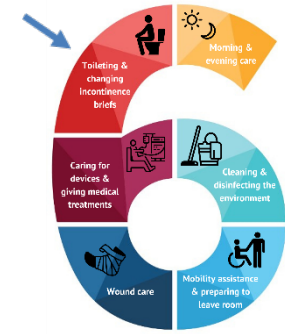 Toileting &
changing
incontinence
briefs
Morning &
evening care
Caring for
devices &
giving medical
treatments
Cleaning &
disinfecting the
environment
Wound care
Mobility assistance
& preparing to
leave room